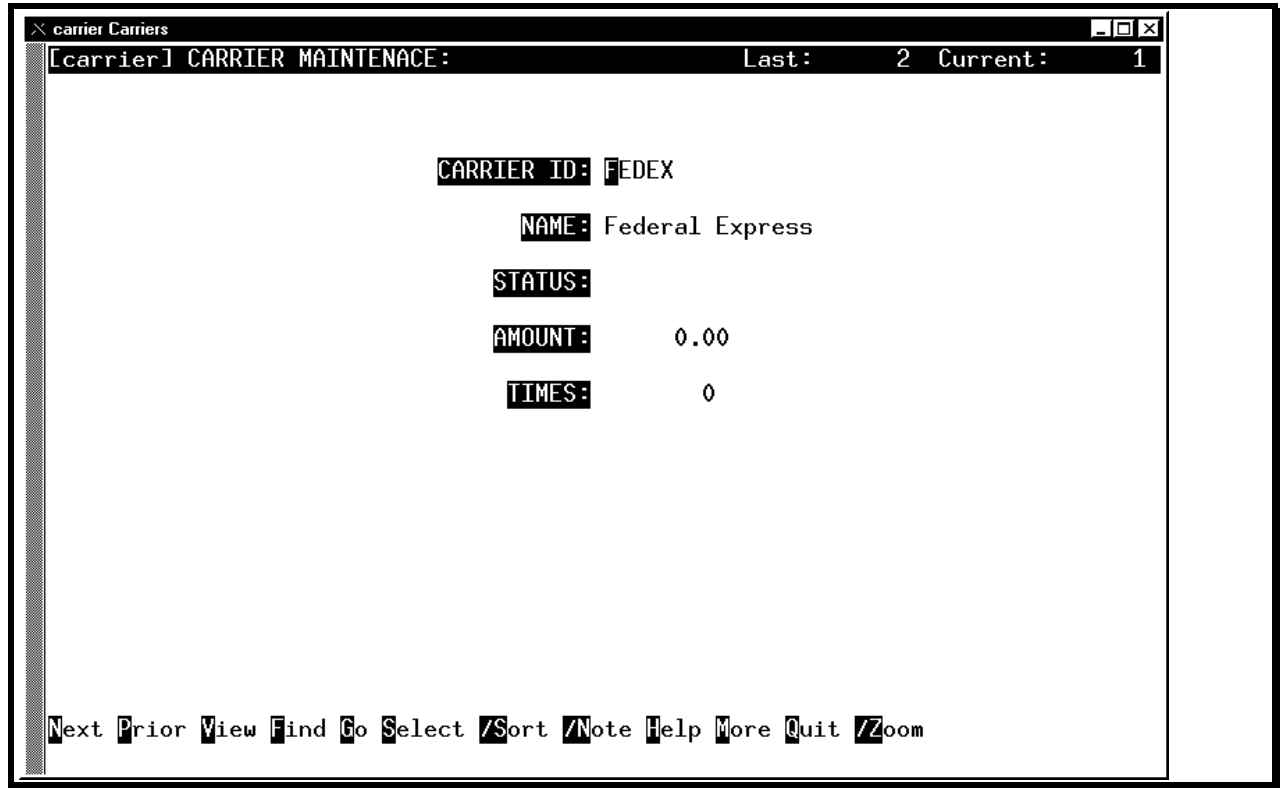 carrier Carriers
[carrier] CARRIER MAINTENACE: Last: 2 Current: 1
CARRIER ID: FEDEX
NAME: Federal Express
STATUS:
AMOUNT: 0.00
TIMES: 0
Next Prior View Find Go Select /Sort /Note Help More Quit /Zoom